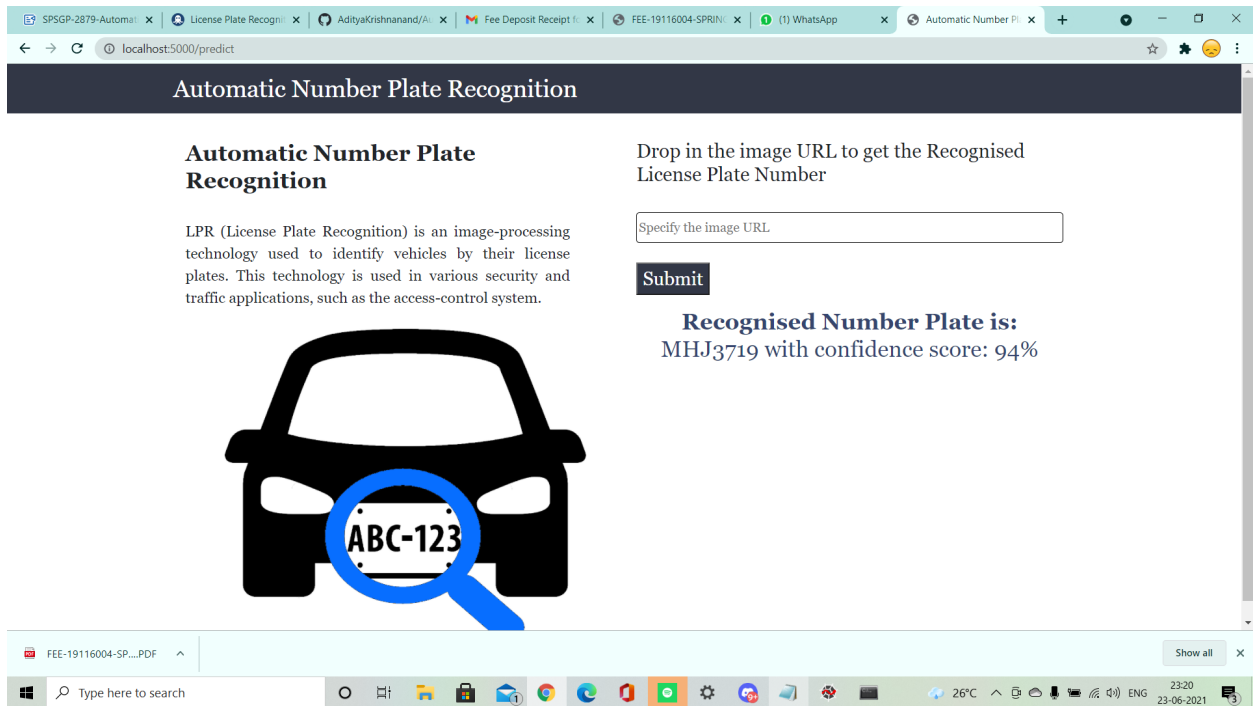 SPSGP-2879-Automat
License Plate Recognit
AdityaKrishnanand/Au
Fee Deposit Receipt fo
FEE-19116004-SPRING
(1) WhatsApp
Automatic Number Pl
localhost:5000/predict
Automatic Number Plate Recognition
Automatic Number Plate
Recognition
LPR (License Plate Recognition) is an image-processing
technology used to identify vehicles by their license
plates. This technology is used in various security and
traffic applications, such as the access-control system.
ABC-123
Drop in the image URL to get the Recognised
License Plate Number
Specify the image URL
Submit
Recognised Number Plate is:
MHJ3719 with confidence score: 94%
FEE-19116004-SP....PDF
Show all
Type here to search
26°C
ENG
23:20
23-06-2021
3